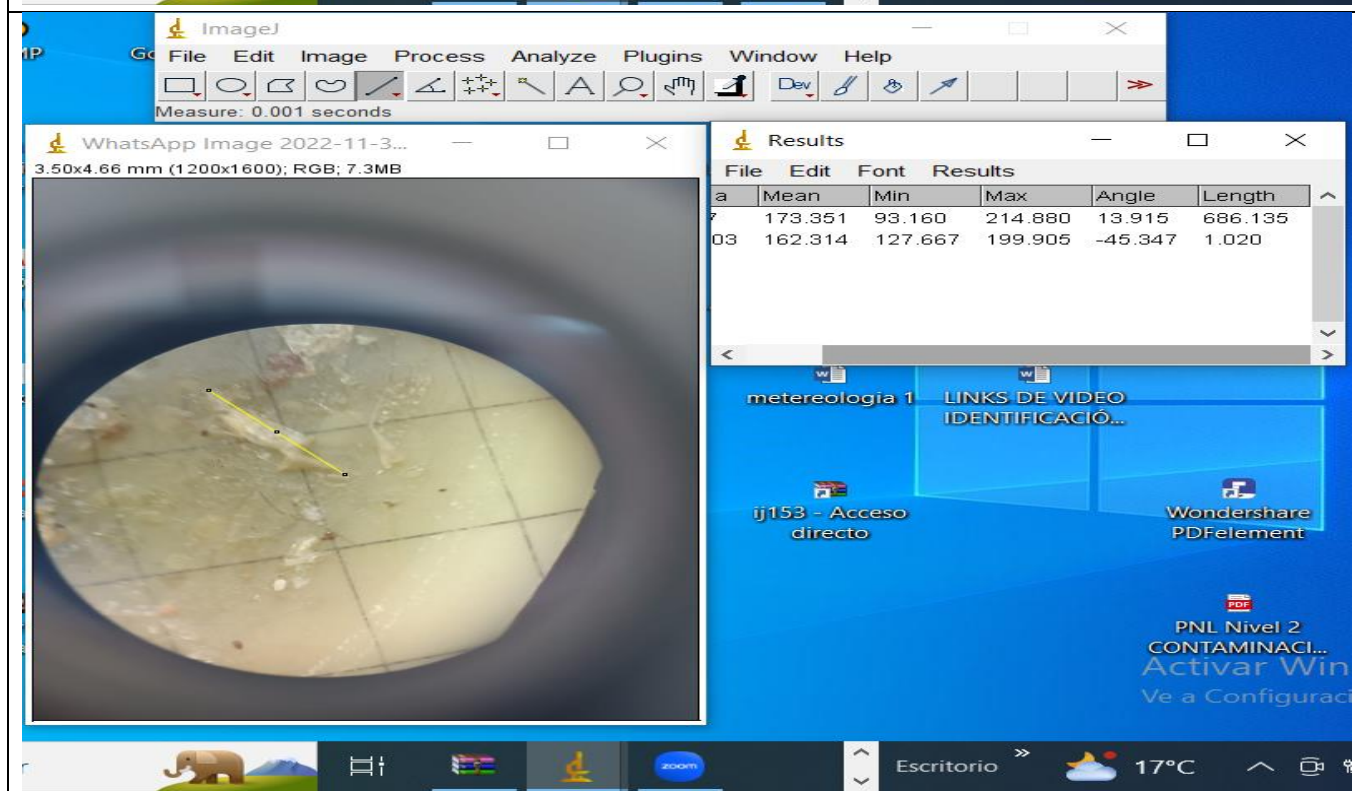 ImageJ
File Edit Image Process Analyze Plugins Window Help
Dev
Measure: 0.001 seconds
WhatsApp Image 2022-11-3...
3.50x4.66 mm (1200x1600); RGB; 7.3MB
Results
File Edit Font Results
a Mean Min Max Angle Length
173.351 93.160 214.880 13.915 686.135
03 162.314 127.667 199.905 -45.347 1.020
metereologia 1
LINKS DE VIDEO
IDENTIFICACIÓ...
ij153 - Acceso
directo
Wondershare
PDFelement
PDF
PNL Nivel 2
CONTAMINACI...
Activar Win
Ve a Configuraci
zoom
Escritorio
17°C